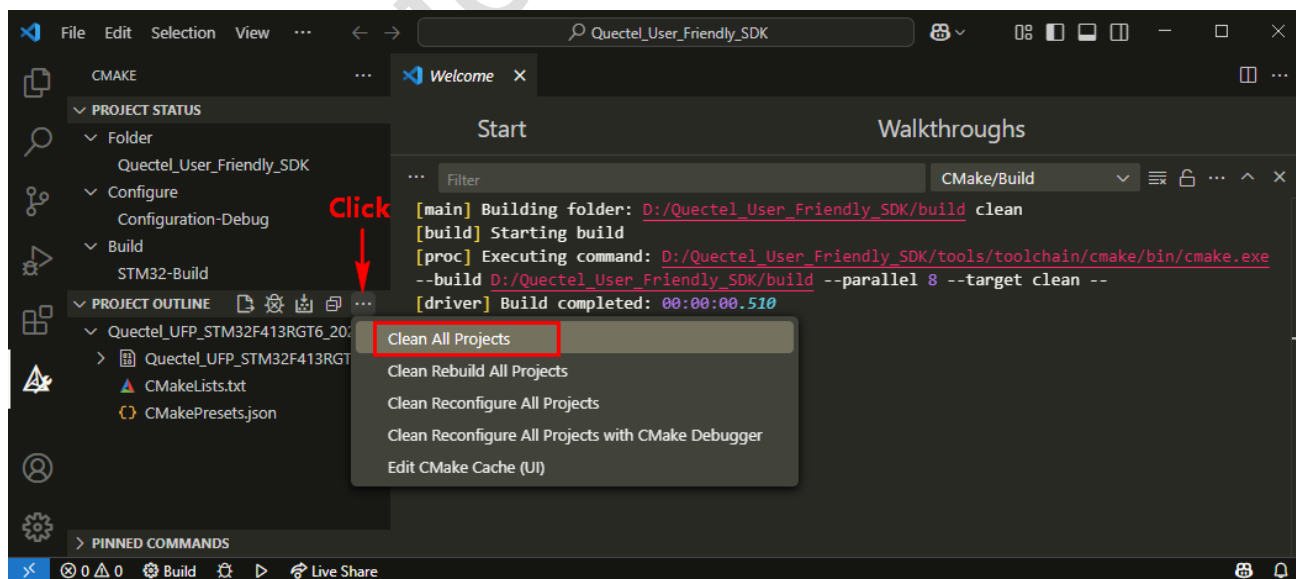 File Edit Selection View ··· ← → Quectel_User_Friendly_SDK
CMAKE ···
PROJECT STATUS
Folder
Quectel_User_Friendly_SDK
Configure
Configuration-Debug
Build
STM32-Build
Click
PROJECT OUTLINE ···
Quectel_UFP_STM32F413RGT6_20
Quectel_UFP_STM32F413RGT
CMakeLists.txt
CMakePresets.json
PINNED COMMANDS
Welcome ···
Start Walkthroughs
··· Filter CMake/Build ···
[main] Building folder: D:/Quectel_User_Friendly_SDK/build clean
[build] Starting build
[proc] Executing command: D:/Quectel_User_Friendly_SDK/tools/toolchain/cmake/bin/cmake.exe
--build D:/Quectel_User_Friendly_SDK/build --parallel 8 --target clean --
[driver] Build completed: 00:00:00.510
Clean All Projects
Clean Rebuild All Projects
Clean Reconfigure All Projects
Clean Reconfigure All Projects with CMake Debugger
Edit CMake Cache (UI)
0 0 Build Live Share